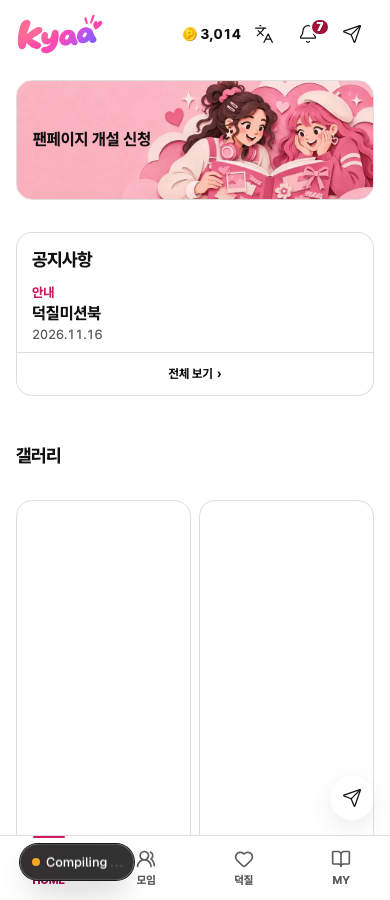 Kyaa
3,014
7
팬페이지 개설 신청
공지사항
안내
덕질미션북
2026.11.16
전체 보기 ›
갤러리
Compiling ...
HOME
모임
덕질
MY